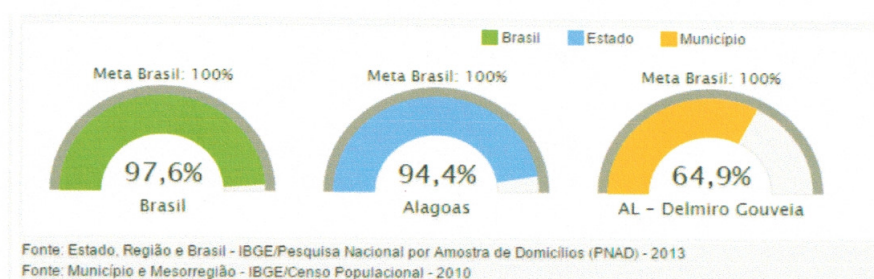 Brasil Estado Município
Meta Brasil: 100% Meta Brasil: 100% Meta Brasil: 100%
97,6% 94,4% 64,9%
Brasil Alagoas AL - Delmiro Gouveia
Fonte: Estado, Região e Brasil - IBGE/Pesquisa Nacional por Amostra de Domicílios (PNAD) - 2013
Fonte: Município e Mesorregião - IBGE/Censo Populacional - 2010